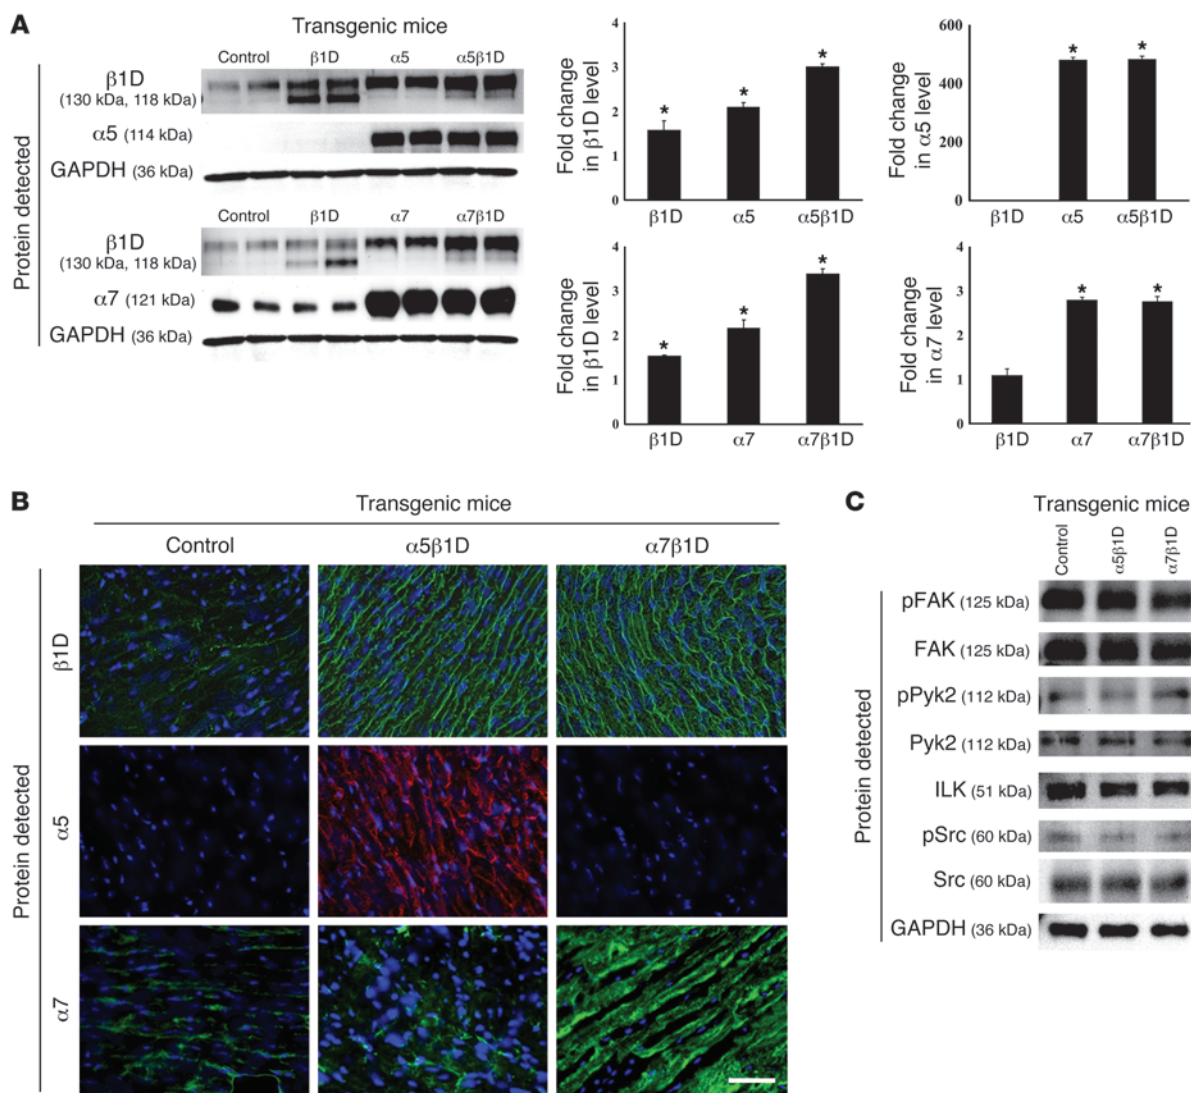 A
Transgenic mice
Control β1D α5 α5β1D
Protein detected
β1D
(130 kDa, 118 kDa)
α5 (114 kDa)
GAPDH (36 kDa)
Control β1D α7 α7β1D
β1D
(130 kDa, 118 kDa)
α7 (121 kDa)
GAPDH (36 kDa)
Fold change
in β1D level
4
3
2
1
0
* * *
β1D α5 α5β1D
Fold change
in α5 level
600
400
200
0
* *
β1D α5 α5β1D
Fold change
in β1D level
4
3
2
1
0
* * *
β1D α7 α7β1D
Fold change
in α7 level
4
3
2
1
0
* *
β1D α7 α7β1D
B
Transgenic mice
Control α5β1D α7β1D
Protein detected
β1D
α5
α7
C
Transgenic mice
Control
α5β1D
α7β1D
Protein detected
pFAK (125 kDa)
FAK (125 kDa)
pPyk2 (112 kDa)
Pyk2 (112 kDa)
ILK (51 kDa)
pSrc (60 kDa)
Src (60 kDa)
GAPDH (36 kDa)